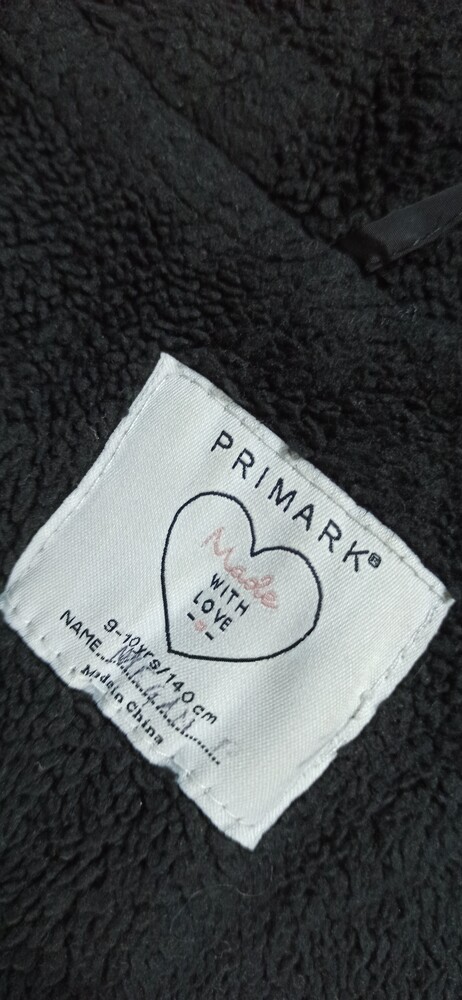 PRIMARK®
Made
WITH
LOVE
9-10yrs/140 cm
NAME..................
Made in China